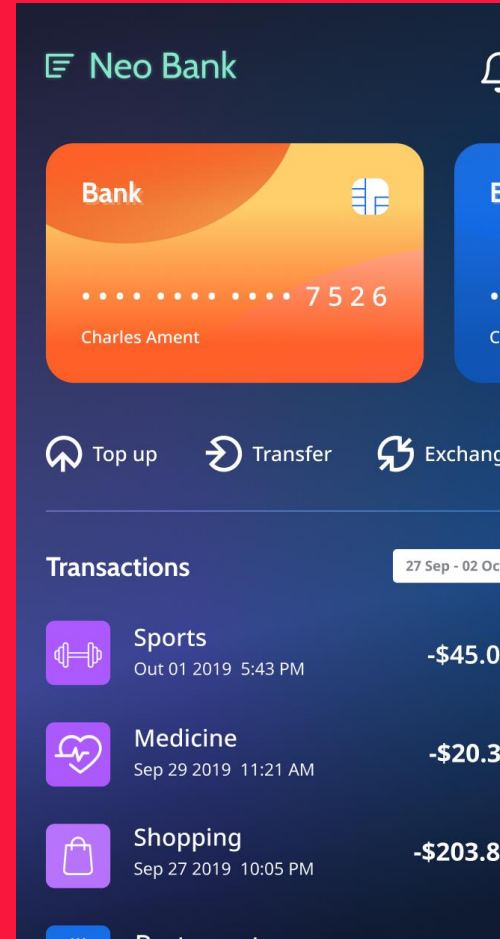 Neo Bank
Bank
•••• •••• •••• 7526
Charles Ament
Top up
Transfer
Exchang
Transactions
27 Sep - 02 Oc
Sports
-$45.0
Out 01 2019 5:43 PM
Medicine
-$20.3
Sep 29 2019 11:21 AM
Shopping
-$203.8
Sep 27 2019 10:05 PM